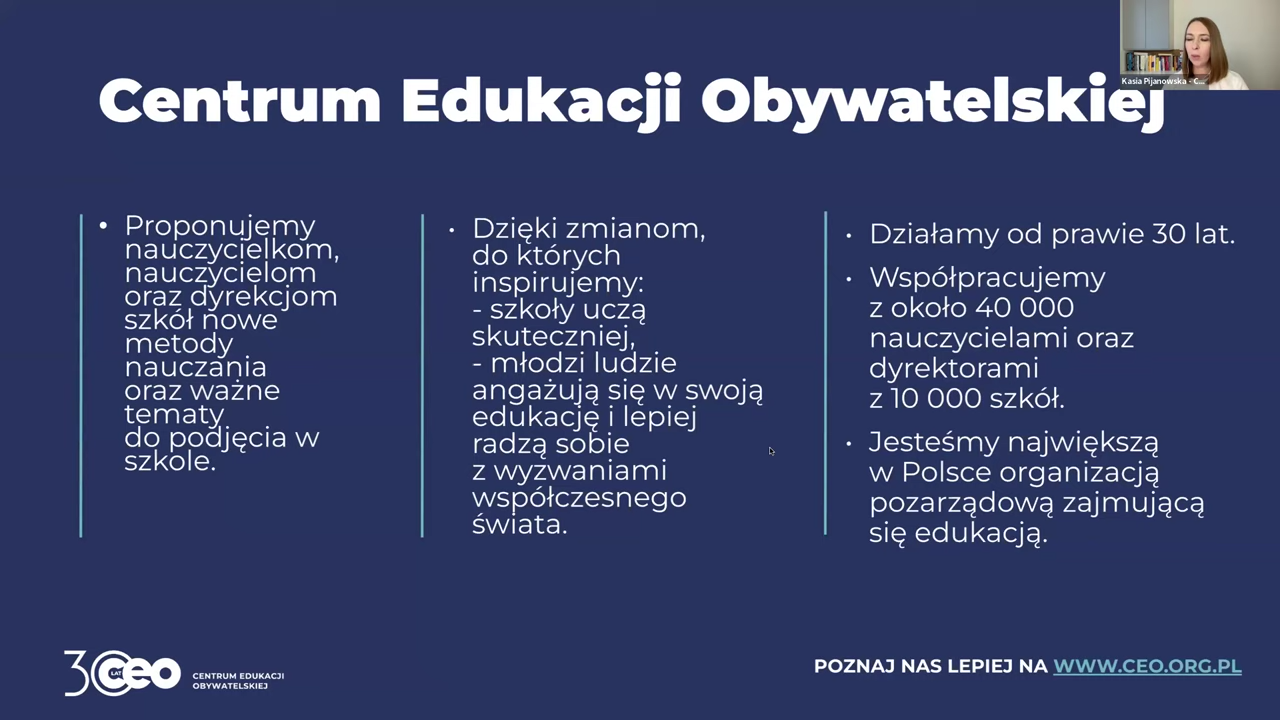 Kasia Pijanowska - C...
Centrum Edukacji Obywatelskiej
• Proponujemy
nauczycielkom,
nauczycielom
oraz dyrekcjom
szkół nowe
metody
nauczania
oraz ważne
tematy
do podjęcia w
szkole.
• Dzięki zmianom,
do których
inspirujemy:
- szkoły uczą
skuteczniej,
- młodzi ludzie
angażują się w swoją
edukację i lepiej
radzą sobie
z wyzwaniami
współczesnego
świata.
• Działamy od prawie 30 lat.
• Współpracujemy
z około 40 000
nauczycielami oraz
dyrektorami
z 10 000 szkół.
• Jesteśmy największą
w Polsce organizacją
pozarządową zajmującą
się edukacją.
30 LAT ceo
CENTRUM EDUKACJI
OBYWATELSKIEJ
POZNAJ NAS LEPIEJ NA WWW.CEO.ORG.PL